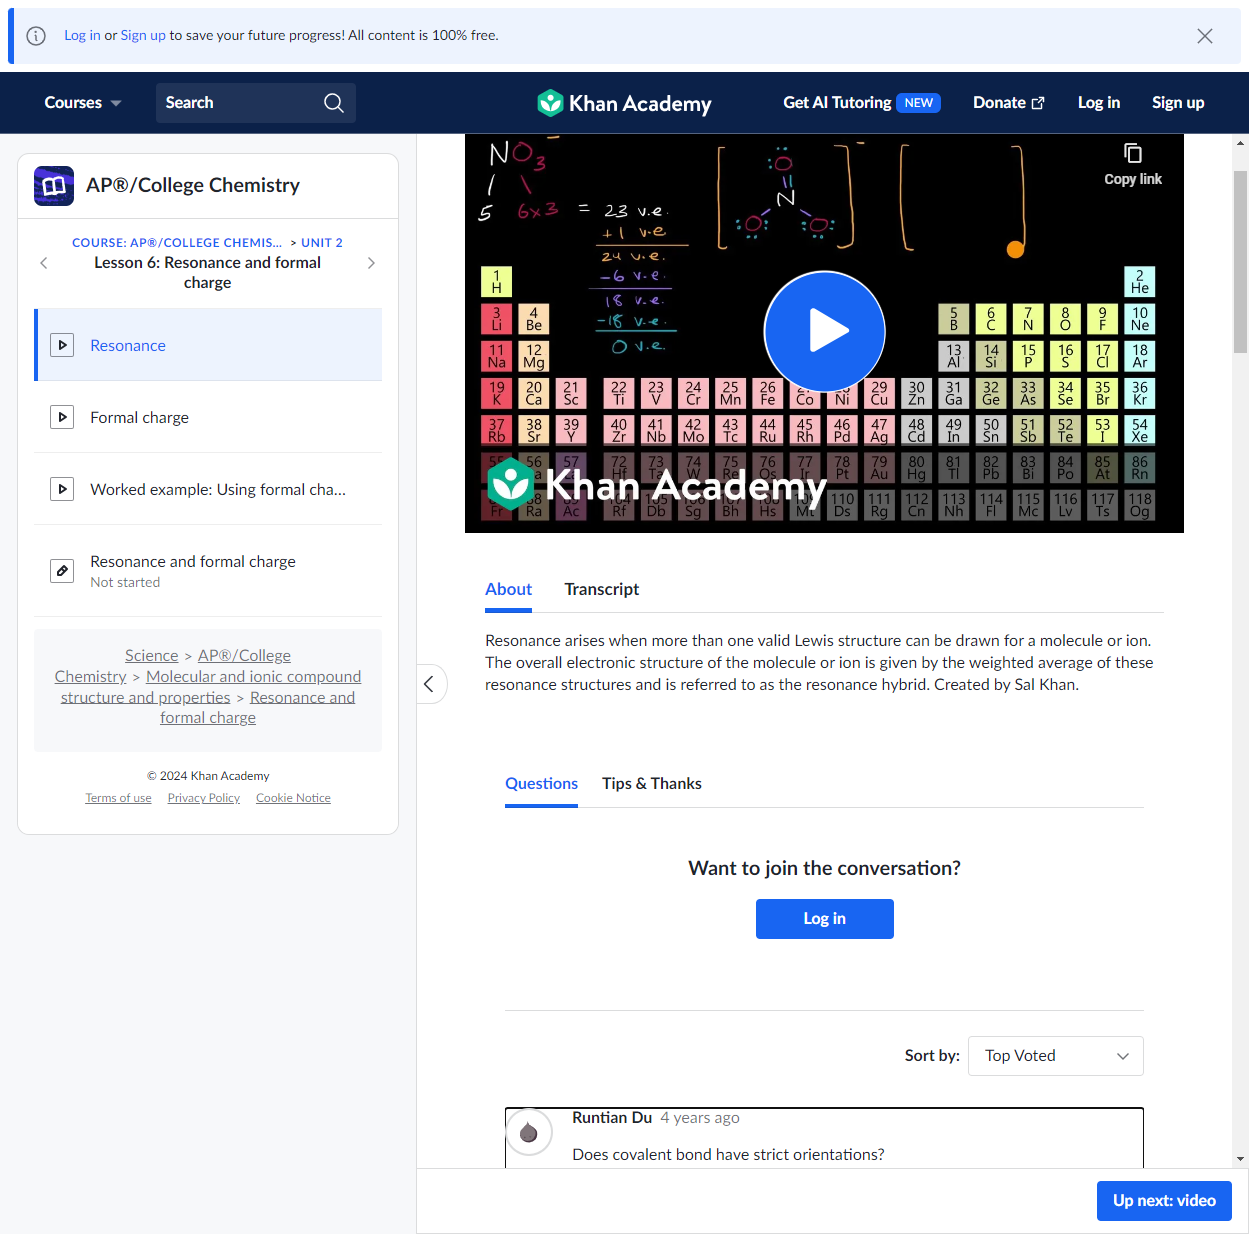 Log in or Sign up to save your future progress! All content is 100% free.
Courses
Search
Khan Academy
Get AI Tutoring NEW
Donate
Log in
Sign up
AP®/College Chemistry
COURSE: AP®/COLLEGE CHEMIS... > UNIT 2
Lesson 6: Resonance and formal
charge
Resonance
Formal charge
Worked example: Using formal cha...
Resonance and formal charge
Not started
Science > AP®/College
Chemistry > Molecular and ionic compound
structure and properties > Resonance and
formal charge
© 2024 Khan Academy
Terms of use Privacy Policy Cookie Notice
NO3-
5 6x3 = 23 v.e.
+1 v.e
24 v.e.
-6 v.e.
18 v.e.
-18 v.e.
0 v.e.
O
N
O O
Copy link
1 2
H He
3 4 5 6 7 8 9 10
Li Be B C N O F Ne
11 12 13 14 15 16 17 18
Na Mg Al Si P S Cl Ar
19 20 21 22 23 24 25 26 29 30 31 32 33 34 35 36
K Ca Sc Ti V Cr Mn Fe Co Ni Cu Zn Ga Ge As Se Br Kr
37 38 39 40 41 42 43 44 45 46 47 48 49 50 51 52 53 54
Rb Sr Y Zr Nb Mo Tc Ru Rh Pd Ag Cd In Sn Sb Te I Xe
55 56 57 72 73 74 75 76 77 78 79 80 81 82 83 84 85 86
Hf Ta W Re Os Ir Pt Au Hg Tl Pb Bi Po At Rn
Khan Academy
110 111 112 113 114 115 116 117 118
Fr Ra Ac Rf Db Sg Bh Hs Mt Ds Rg Cn Nh Fl Mc Lv Ts Og
About Transcript
Resonance arises when more than one valid Lewis structure can be drawn for a molecule or ion.
The overall electronic structure of the molecule or ion is given by the weighted average of these
resonance structures and is referred to as the resonance hybrid. Created by Sal Khan.
Questions Tips & Thanks
Want to join the conversation?
Log in
Sort by: Top Voted
Runtian Du 4 years ago
Does covalent bond have strict orientations?
Up next: video